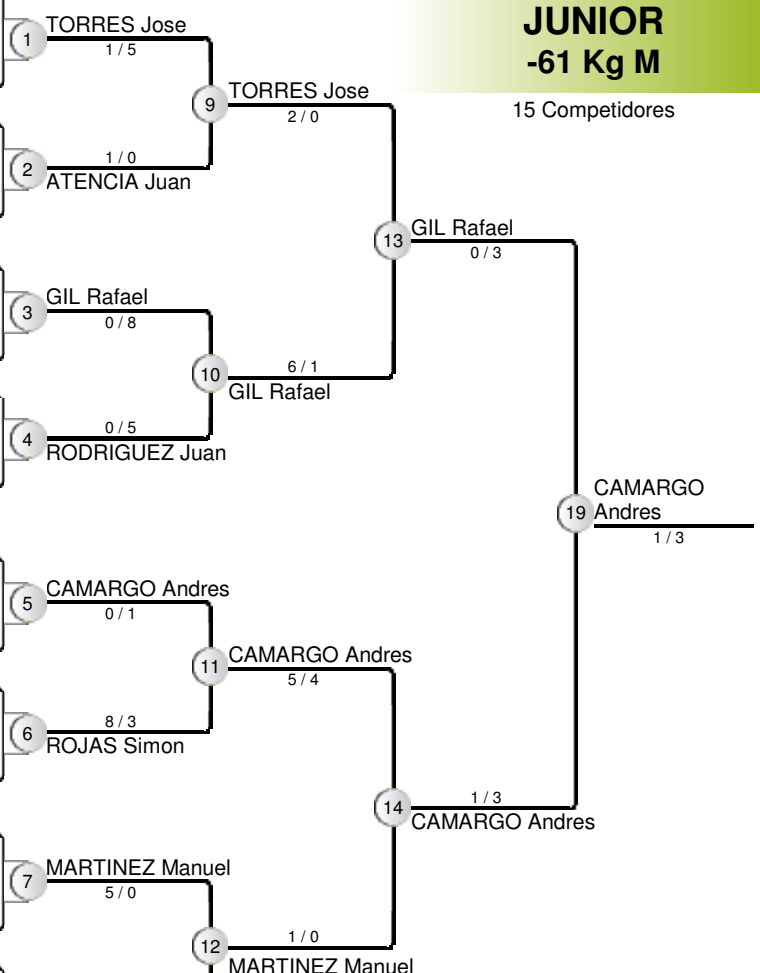 JUNIOR
-61 Kg M
15 Competidores
1
TORRES Jose
1 / 5
9
TORRES Jose
2 / 0
1 / 0
2
ATENCIA Juan
13
GIL Rafael
0 / 3
3
GIL Rafael
0 / 8
10
6 / 1
GIL Rafael
0 / 5
4
RODRIGUEZ Juan
19
CAMARGO
Andres
1 / 3
5
CAMARGO Andres
0 / 1
11
CAMARGO Andres
5 / 4
8 / 3
6
ROJAS Simon
14
1 / 3
CAMARGO Andres
7
MARTINEZ Manuel
5 / 0
12
1 / 0
MARTINEZ Manuel